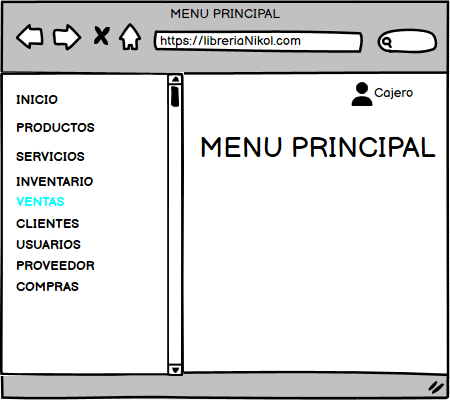 MENU PRINCIPAL
https://libreriaNikol.com
Cajero
MENU PRINCIPAL
INICIO
PRODUCTOS
SERVICIOS
INVENTARIO
VENTAS
CLIENTES
USUARIOS
PROVEEDOR
COMPRAS